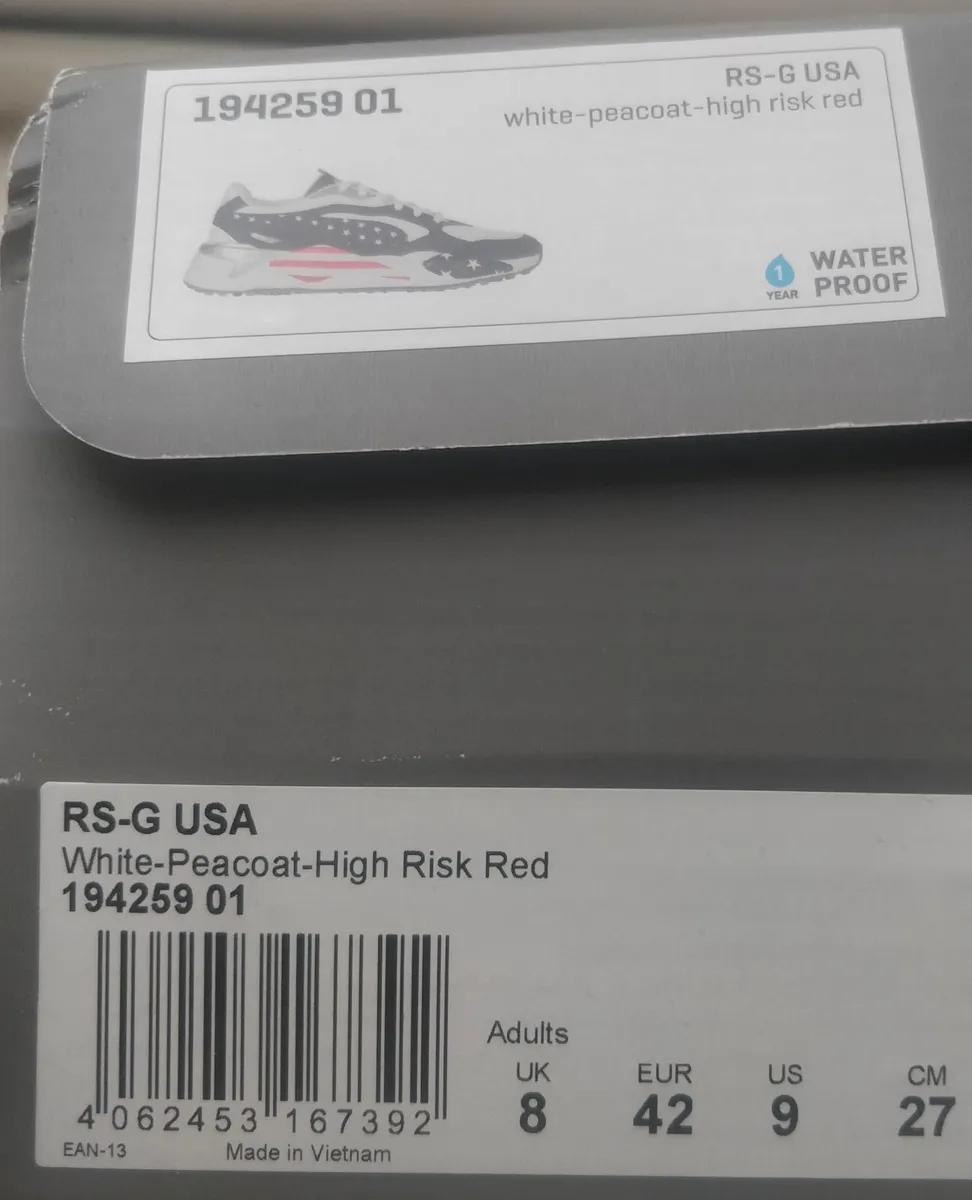 194259 01
RS-G USA
white-peacoat-high risk red
1 YEAR
WATER PROOF
RS-G USA
White-Peacoat-High Risk Red
194259 01
4 062453 167392
EAN-13
Made in Vietnam
Adults
UK EUR US CM
8 42 9 27